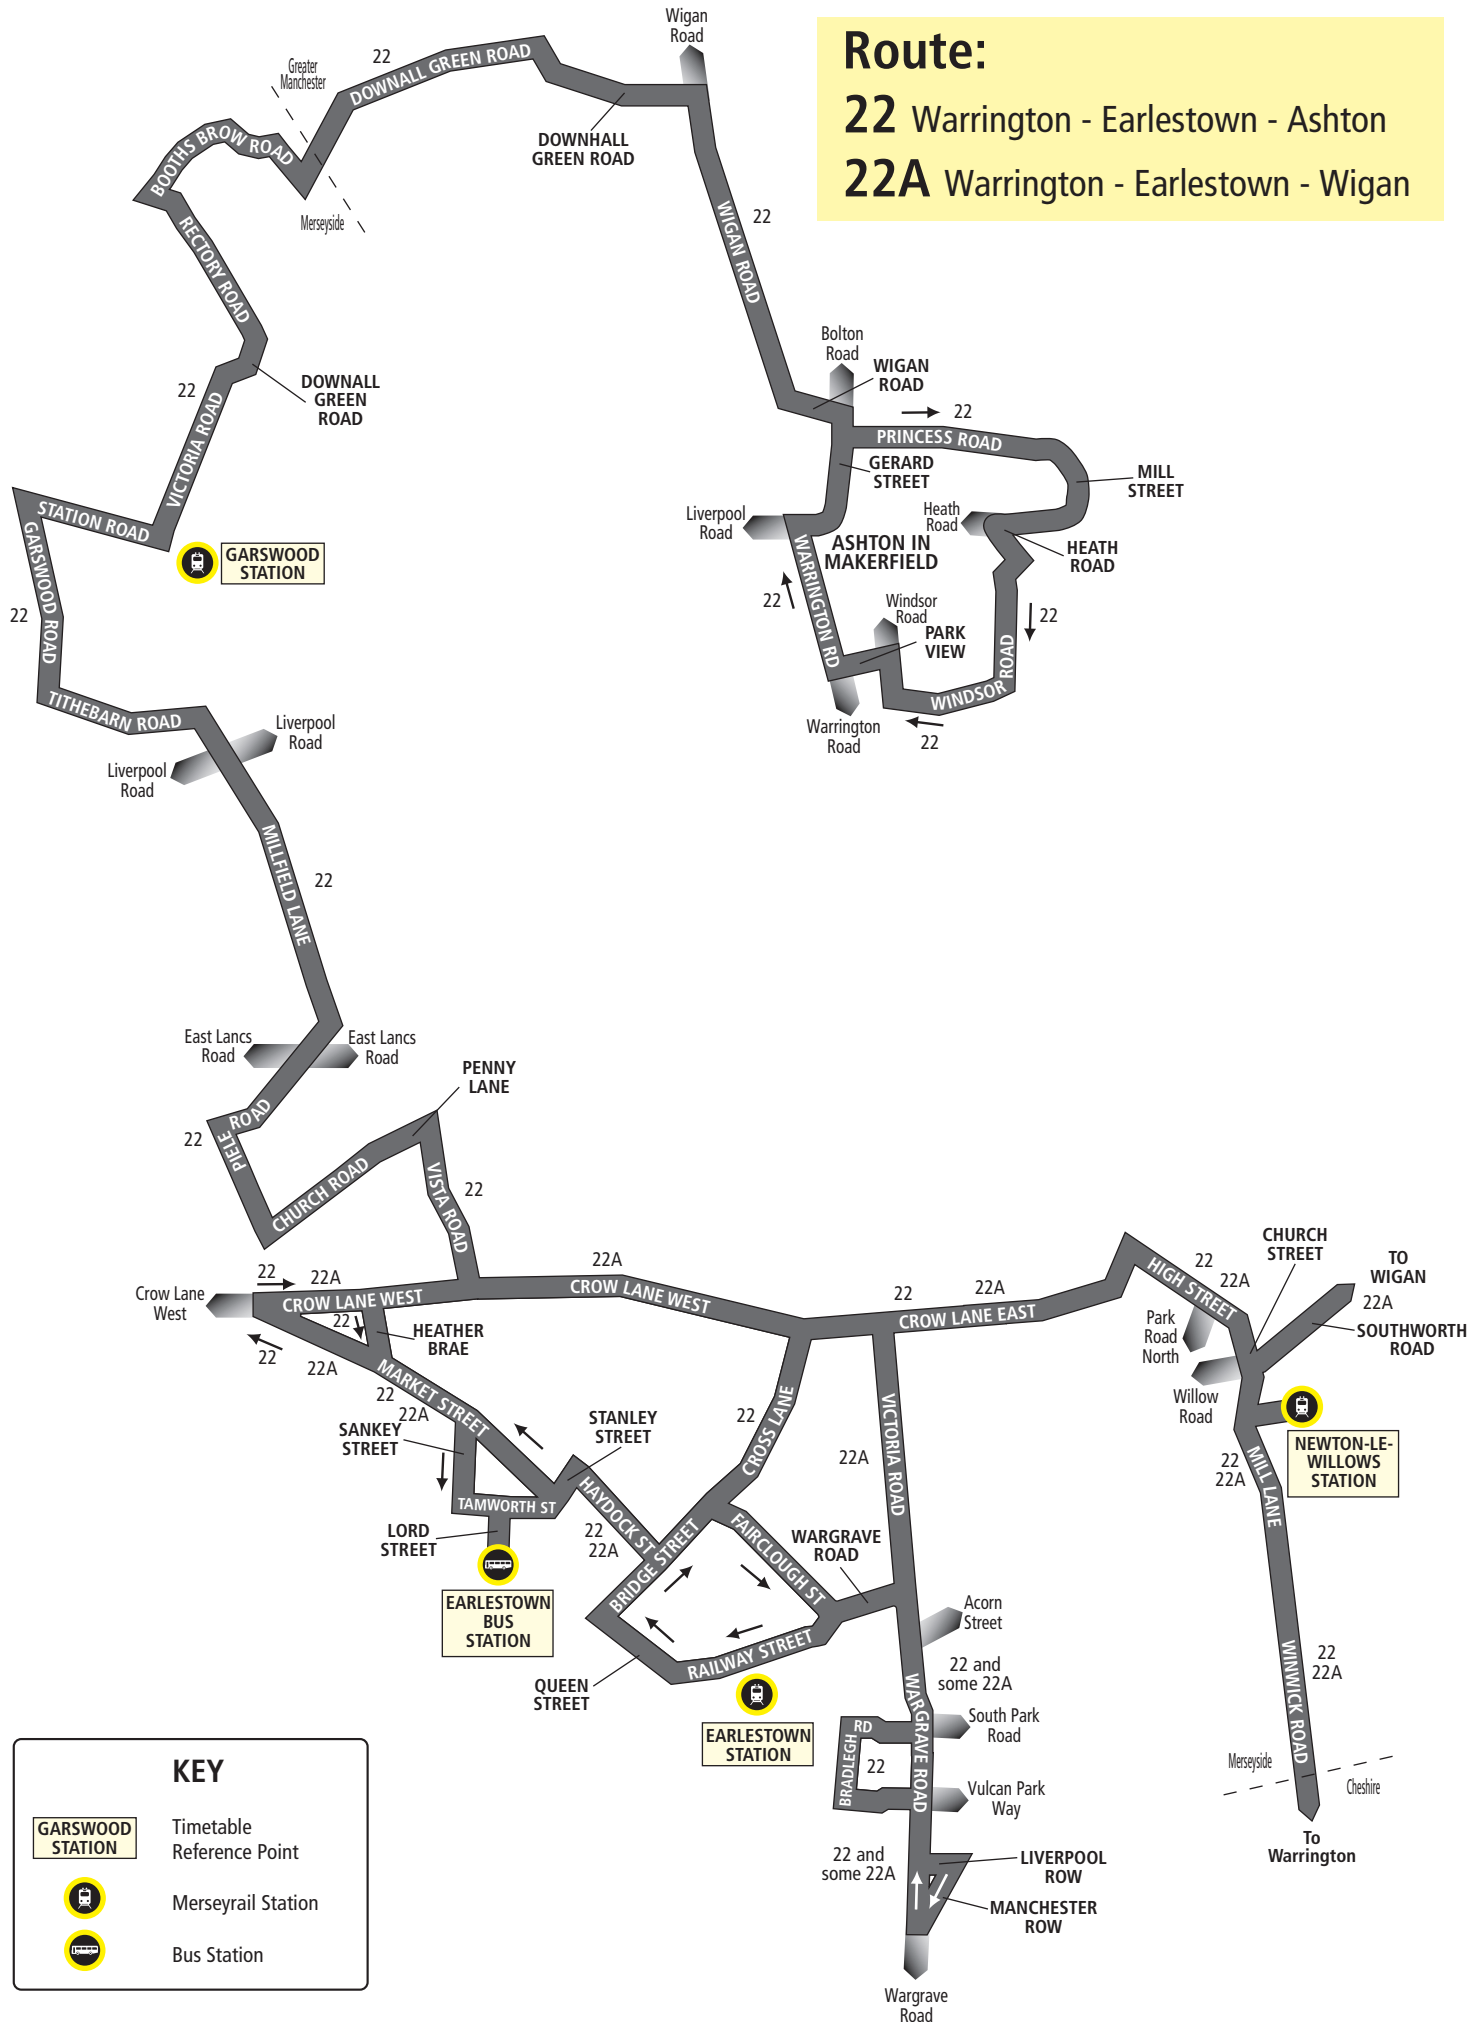 Route:
22 Warrington - Earlestown - Ashton
22A Warrington - Earlestown - Wigan
Wigan
Road
22
DOWNALL GREEN ROAD
Greater
Manchester
Merseyside
BOOTHS BROW ROAD
DOWNHALL
GREEN ROAD
RECTORY ROAD
WIGAN ROAD
22
22
DOWNALL
GREEN
ROAD
VICTORIA ROAD
STATION ROAD
GARSWOOD
STATION
GARSWOOD ROAD
22
TITHEBARN ROAD
Liverpool
Road
Liverpool
Road
Bolton
Road
WIGAN
ROAD
22
PRINCESS ROAD
GERARD
STREET
MILL
STREET
Liverpool
Road
Heath
Road
ASHTON IN
MAKERFIELD
HEATH
ROAD
WARRINGTON RD
22
Windsor
Road
22
PARK
VIEW
WINDSOR ROAD
Warrington
Road
22
MILLFIELD LANE
22
East Lancs
Road
East Lancs
Road
PENNY
LANE
PIELE ROAD
22
CHURCH ROAD
VISTA ROAD
22
22
22A
22A
Crow Lane
West
CROW LANE WEST
CROW LANE WEST
22
22A
CROW LANE EAST
22
HEATHER
BRAE
22
22A
MARKET STREET
22
22A
HIGH STREET
22
22A
CHURCH
STREET
TO
WIGAN
22A
SOUTHWORTH
ROAD
Park
Road
North
Willow
Road
NEWTON-LE-
WILLOWS
STATION
22
22A
MILL LANE
SANKEY
STREET
STANLEY
STREET
22
CROSS LANE
VICTORIA ROAD
22A
TAMWORTH ST
HAYDOCK ST
22
22A
LORD
STREET
EARLESTOWN
BUS
STATION
BRIDGE STREET
FAIRCLOUGH ST
WARGRAVE
ROAD
Acorn
Street
RAILWAY STREET
QUEEN
STREET
EARLESTOWN
STATION
22 and
some 22A
WARGRAVE ROAD
South Park
Road
BRADLEGH RD
22
Vulcan Park
Way
WINWICK ROAD
22
22A
Merseyside
Cheshire
To
Warrington
22 and
some 22A
LIVERPOOL
ROW
MANCHESTER
ROW
Wargrave
Road
KEY
GARSWOOD
STATION
Timetable
Reference Point
Merseyrail Station
Bus Station